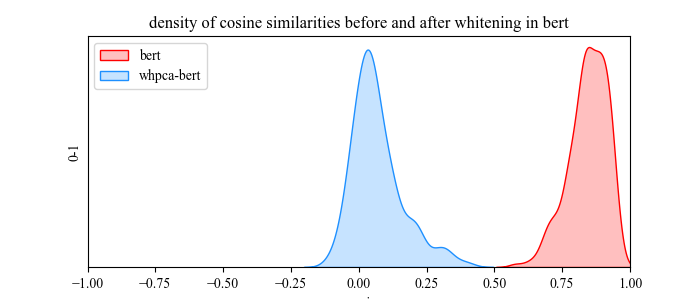 density of cosine similarities before and after whitening in bert
bert
whpca-bert
0-1
−1.00 −0.75 −0.50 −0.25 0.00 0.25 0.50 0.75 1.00